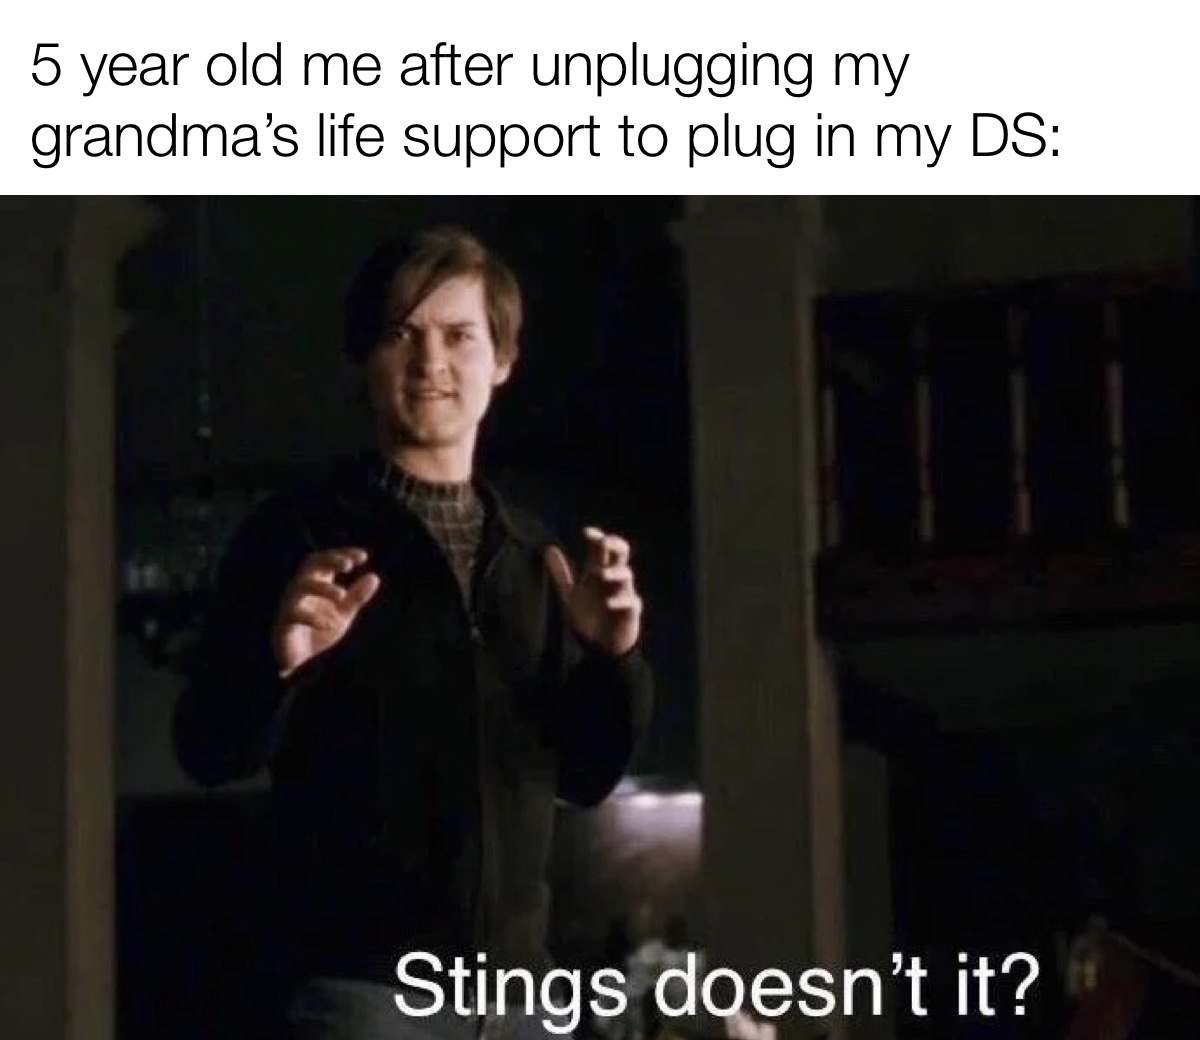 5 year old me after unplugging my
grandma’s life support to plug in my DS:
Stings doesn’t it?